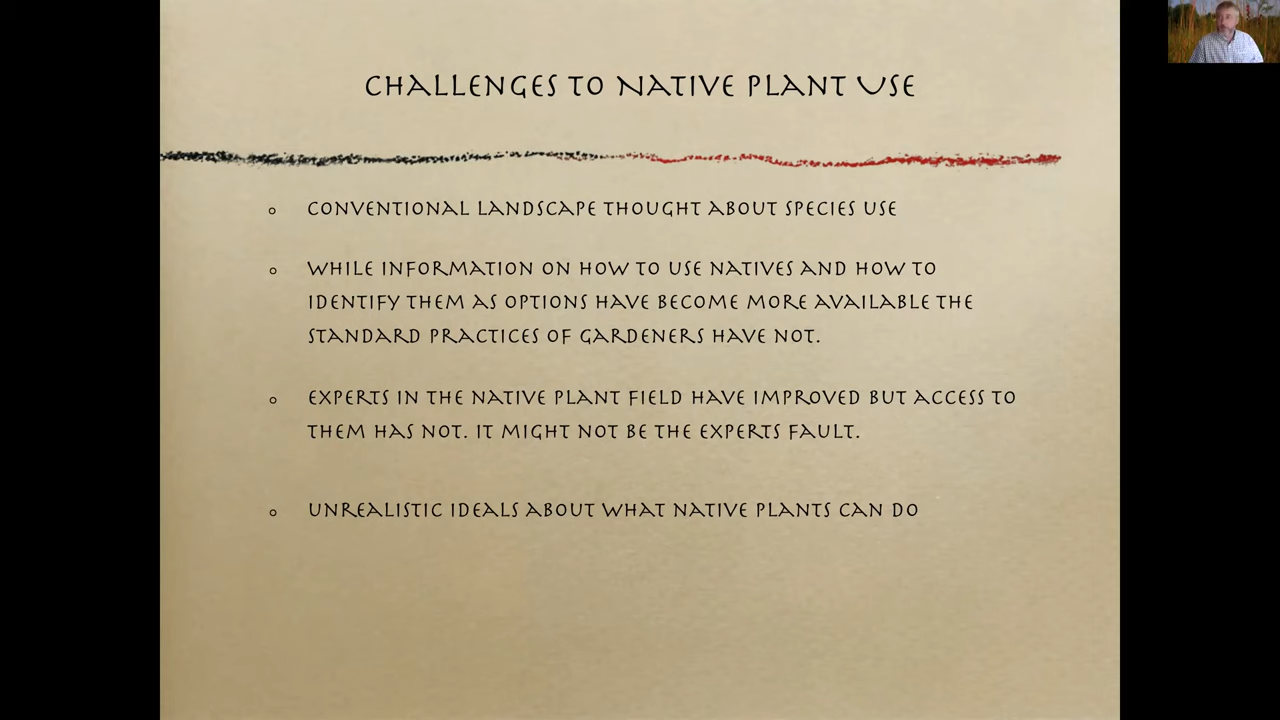 Challenges to Native Plant Use
Conventional landscape thought about species use
While information on how to use natives and how to
identify them as options have become more available the
standard practices of gardeners have not.
Experts in the native plant field have improved but access to
them has not. It might not be the experts fault.
Unrealistic ideals about what native plants can do